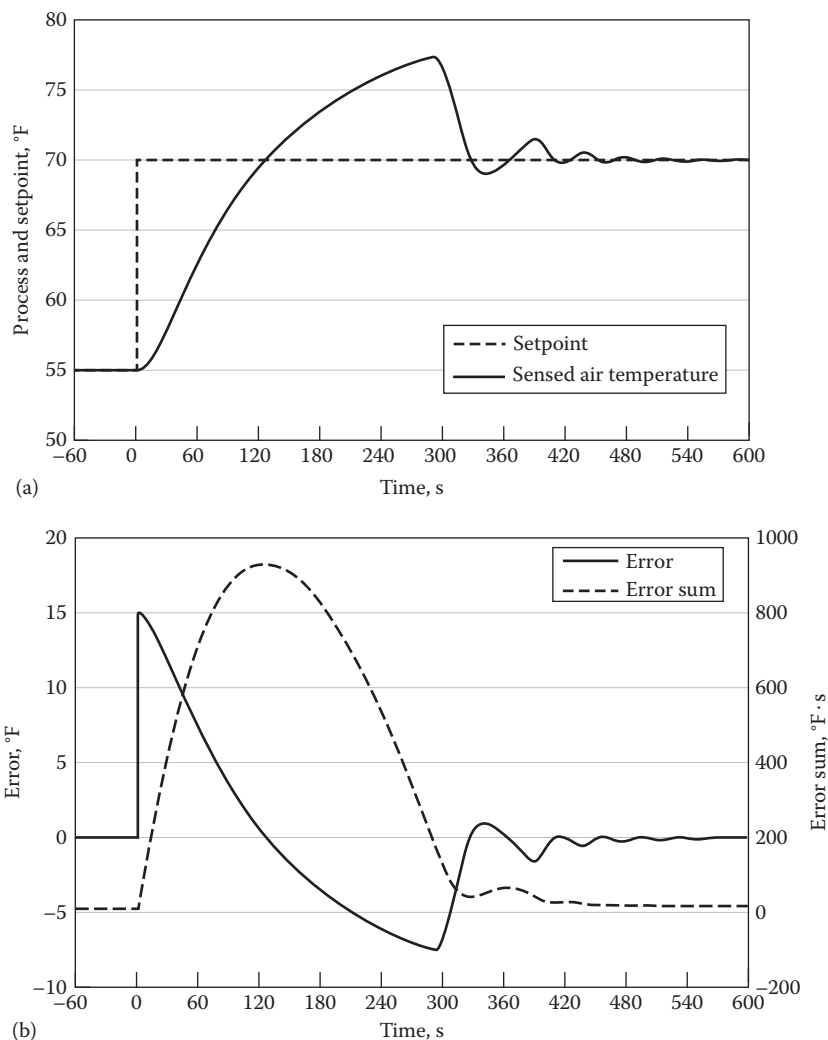 80
75
70
65
60
55
50
Process and setpoint, °F
Setpoint
Sensed air temperature
−60 0 60 120 180 240 300 360 420 480 540 600
(a)
Time, s
20
15
10
5
0
−5
−10
Error, °F
Error
Error sum
1000
800
600
400
200
0
−200
Error sum, °F · s
−60 0 60 120 180 240 300 360 420 480 540 600
(b)
Time, s